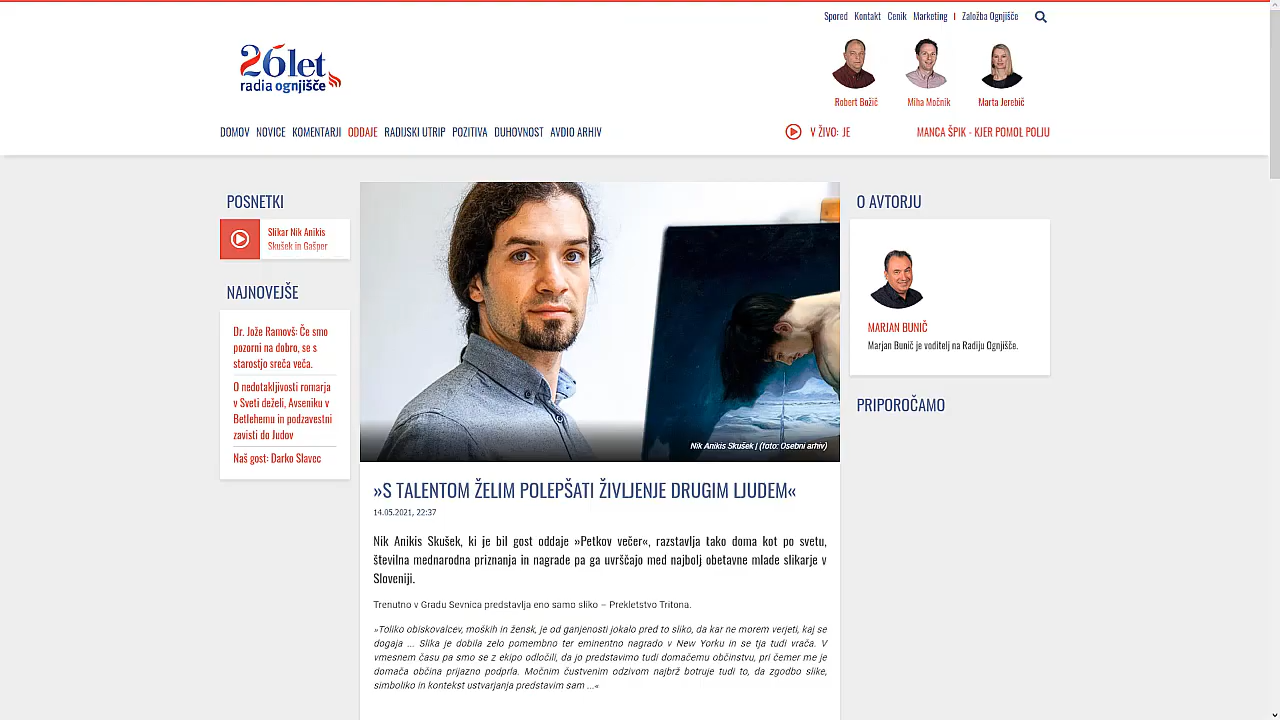 Spored Kontakt Cenik Marketing Založba Ognjišče
26let
radia ognjišče
Robert Božič Miha Močnik Marta Jerebič
DOMOV NOVICE KOMENTARJI ODDAJE RADIJSKI UTRIP POZITIVA DUHOVNOST AVDIO ARHIV
V ŽIVO: JE MANCA ŠPIK - KJER POMOL POLJU
POSNETKI
Slikar Nik Anikis
Skušek in Gašper
NAJNOVEJŠE
Dr. Jože Ramovš: Če smo
pozorni na dobro, se s
starostjo sreča veča.
O nedotakljivosti romarja
v Sveti deželi, Avseniku v
Betlehemu in podzavestni
zavisti do Judov
Naš gost: Darko Slavec
Nik Anikis Skušek | (foto: Osebni arhiv)
»S TALENTOM ŽELIM POLEPŠATI ŽIVLJENJE DRUGIM LJUDEM«
14.05.2021, 22:37
Nik Anikis Skušek, ki je bil gost oddaje »Petkov večer«, razstavlja tako doma kot po svetu,
številna mednarodna priznanja in nagrade pa ga uvrščajo med najbolj obetavne mlade slikarje v
Sloveniji.
Trenutno v Gradu Sevnica predstavlja eno samo sliko – Prekletstvo Tritona.
»Toliko obiskovalcev, moških in žensk, je od ganjenosti jokalo pred to sliko, da kar ne morem verjeti, kaj se
dogaja ... Slika je dobila zelo pomembno ter eminentno nagrado v New Yorku in se tja tudi vrača. V
vmesnem času pa smo se z ekipo odločili, da jo predstavimo tudi domačemu občinstvu, pri čemer me je
domača občina prijazno podprla. Močnim čustvenim odzivom najbrž botruje tudi to, da zgodbo slike,
simboliko in kontekst ustvarjanja predstavim sam ...«
O AVTORJU
MARJAN BUNIČ
Marjan Bunič je voditelj na Radiju Ognjišče.
PRIPOROČAMO